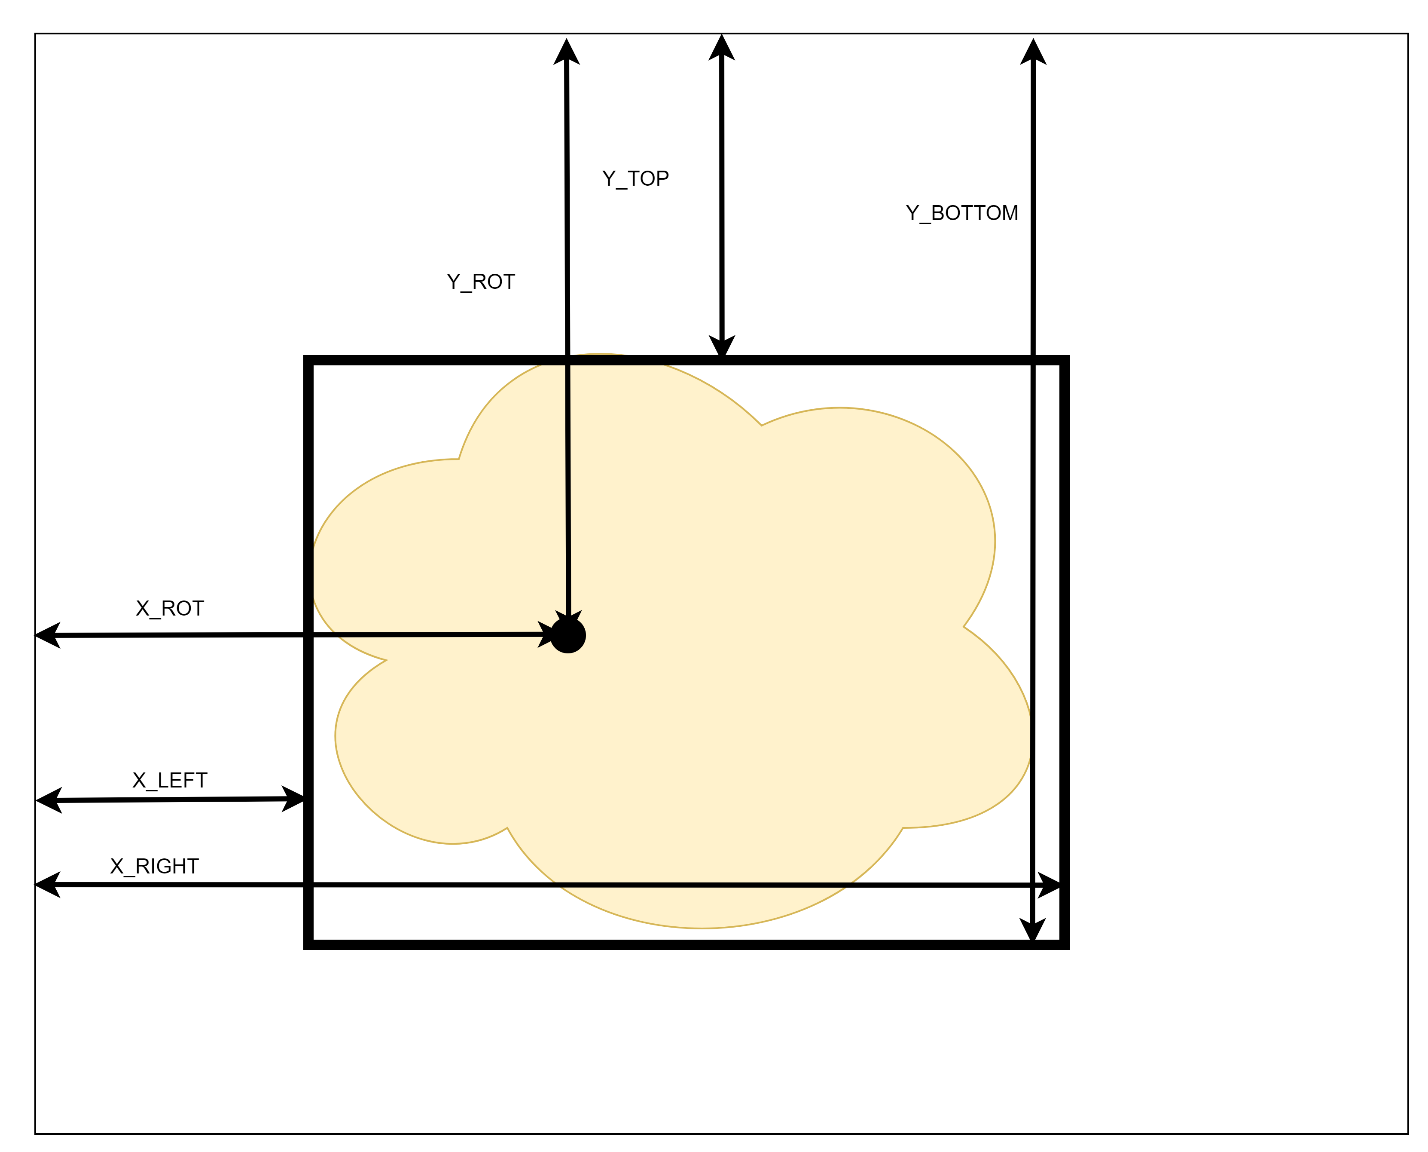 Y_TOP
Y_BOTTOM
Y_ROT
X_ROT
X_LEFT
X_RIGHT